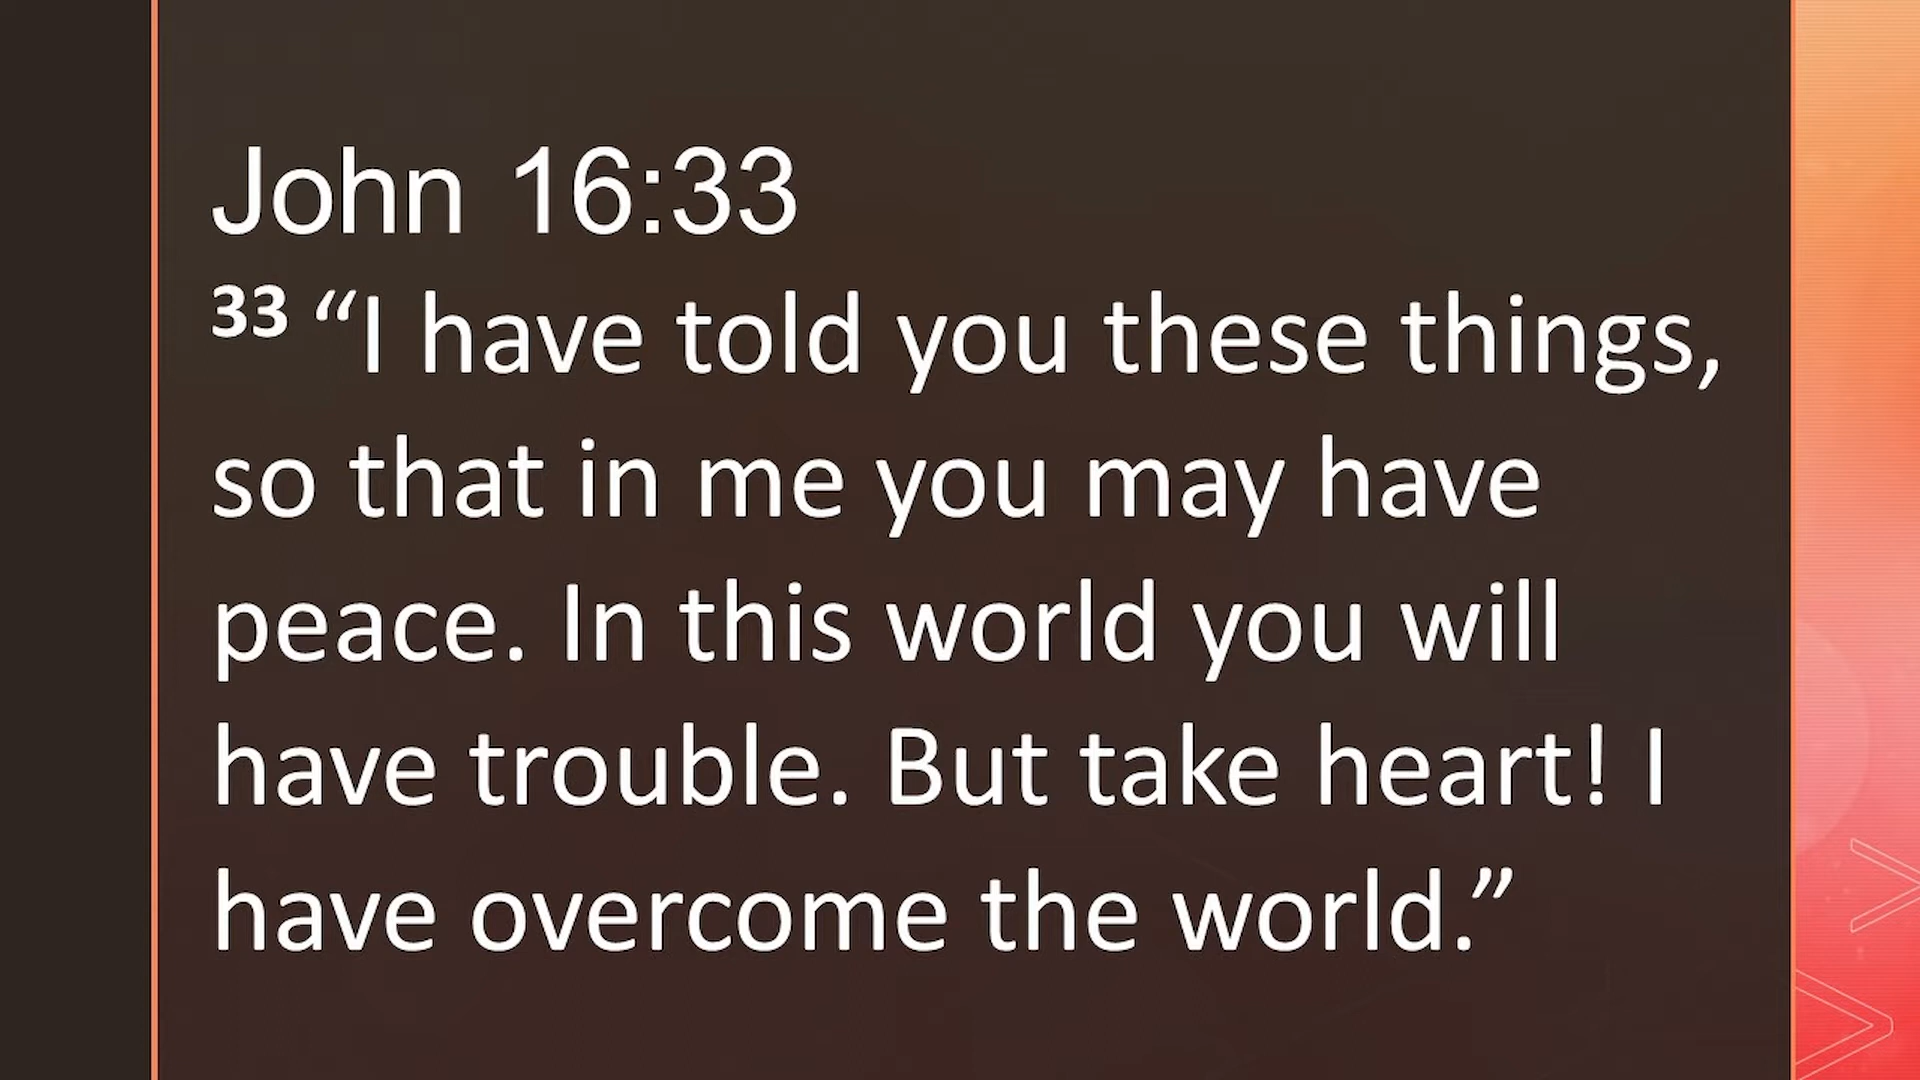 John 16:33
33 “I have told you these things,
so that in me you may have
peace. In this world you will
have trouble. But take heart! I
have overcome the world.”